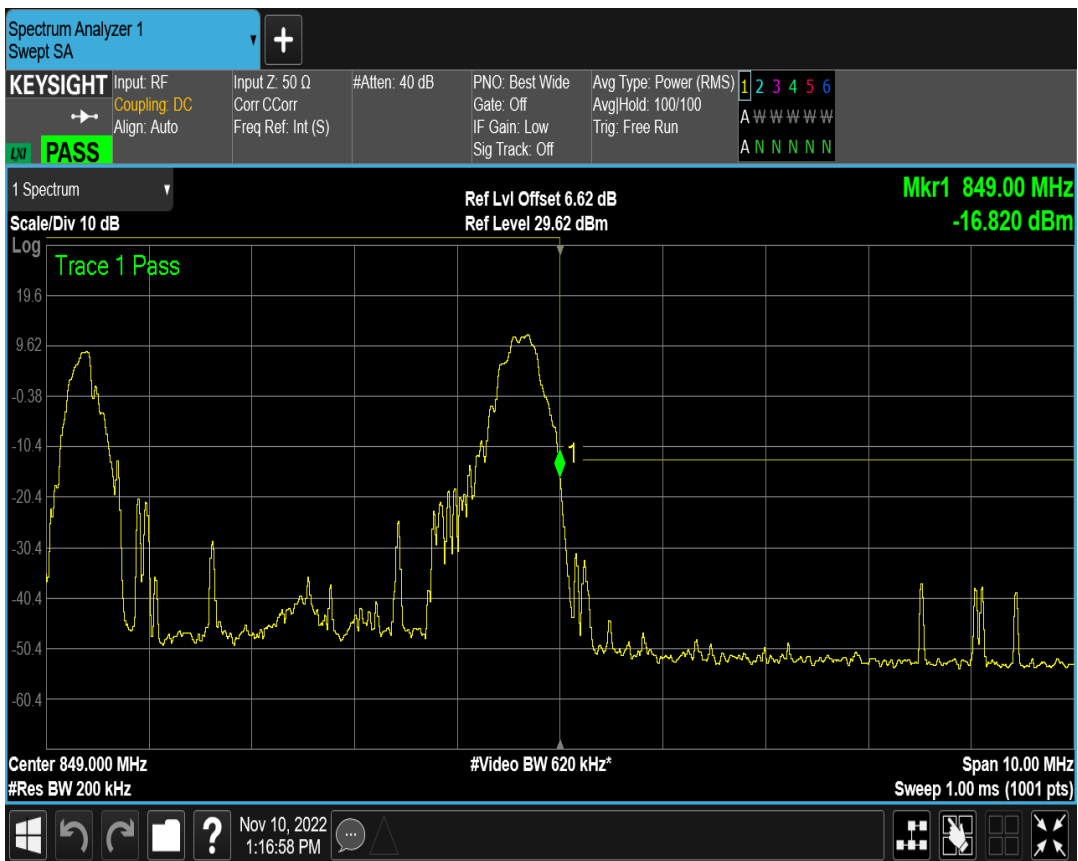 Spectrum Analyzer 1
Swept SA
+
KEYSIGHT
Input: RF
Coupling: DC
Align: Auto
LXI PASS
Input Z: 50 Ω
Corr CCorr
Freq Ref: Int (S)
#Atten: 40 dB
PNO: Best Wide
Gate: Off
IF Gain: Low
Sig Track: Off
Avg Type: Power (RMS)
Avg|Hold: 100/100
Trig: Free Run
1 2 3 4 5 6
A W W W W W
A N N N N N
1 Spectrum
Scale/Div 10 dB
Ref Lvl Offset 6.62 dB
Ref Level 29.62 dBm
Mkr1 849.00 MHz
-16.820 dBm
Log
Trace 1 Pass
19.6
9.62
-0.38
-10.4
1
-20.4
-30.4
-40.4
-50.4
-60.4
Center 849.000 MHz
#Video BW 620 kHz*
Span 10.00 MHz
#Res BW 200 kHz
Sweep 1.00 ms (1001 pts)
?
Nov 10, 2022
1:16:58 PM